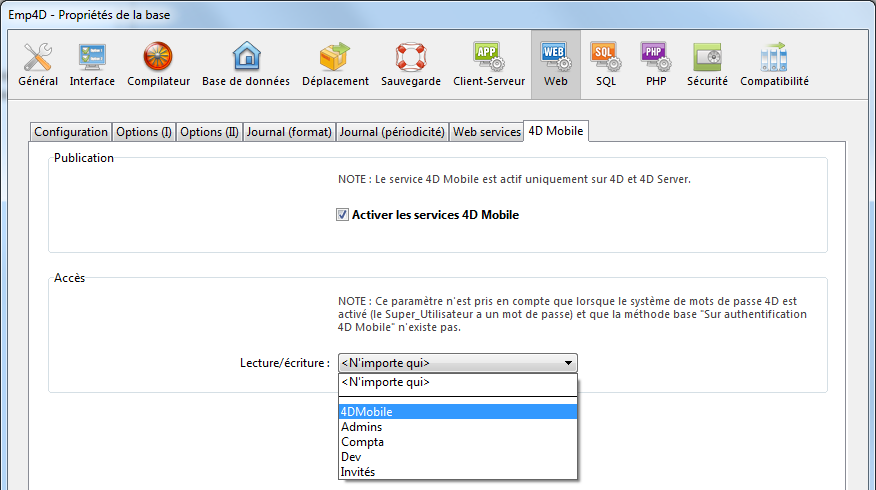 Emp4D - Propriétés de la base
APP
WEB
SQL
PHP
Général
Interface
Compilateur
Base de données
Déplacement
Sauvegarde
Client-Serveur
Web
SQL
PHP
Sécurité
Compatibilité
Configuration
Options (I)
Options (II)
Journal (format)
Journal (périodicité)
Web services
4D Mobile
Publication
NOTE : Le service 4D Mobile est actif uniquement sur 4D et 4D Server.
Activer les services 4D Mobile
Accès
NOTE : Ce paramètre n'est pris en compte que lorsque le système de mots de passe 4D est
activé (le Super_Utilisateur a un mot de passe) et que la méthode base "Sur authentification
4D Mobile" n'existe pas.
Lecture/écriture :
<N'importe qui>
<N'importe qui>
4DMobile
Admins
Compta
Dev
Invités